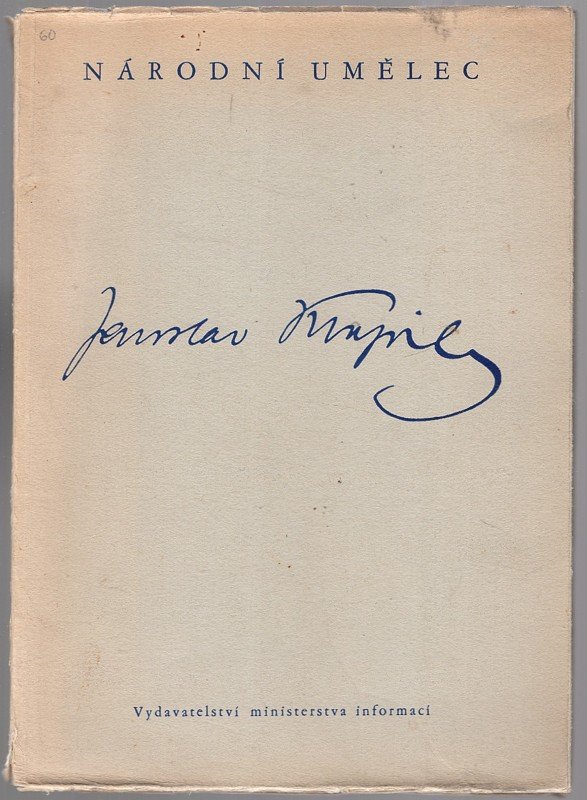 60
NÁRODNÍ UMĚLEC
Jaroslav Kvapil
Vydavatelství ministerstva informací